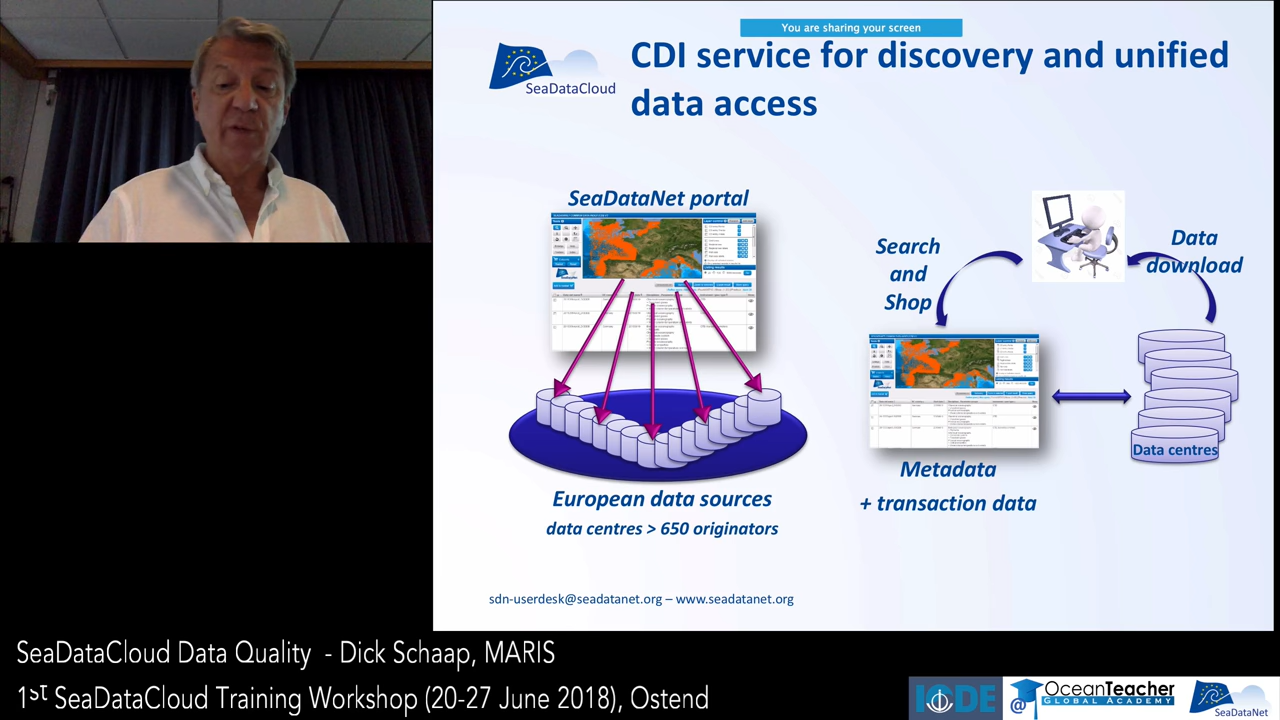 You are sharing your screen
SeaDataCloud
CDI service for discovery and unified
data access
SeaDataNet portal
European data sources
data centres > 650 originators
Search
and
Shop
Data
download
Metadata
+ transaction data
Data centres
sdn-userdesk@seadatanet.org – www.seadatanet.org
SeaDataCloud Data Quality - Dick Schaap, MARIS
1st SeaDataCloud Training Workshop (20-27 June 2018), Ostend
IODE
OceanTeacher
GLOBAL ACADEMY
SeaDataNet